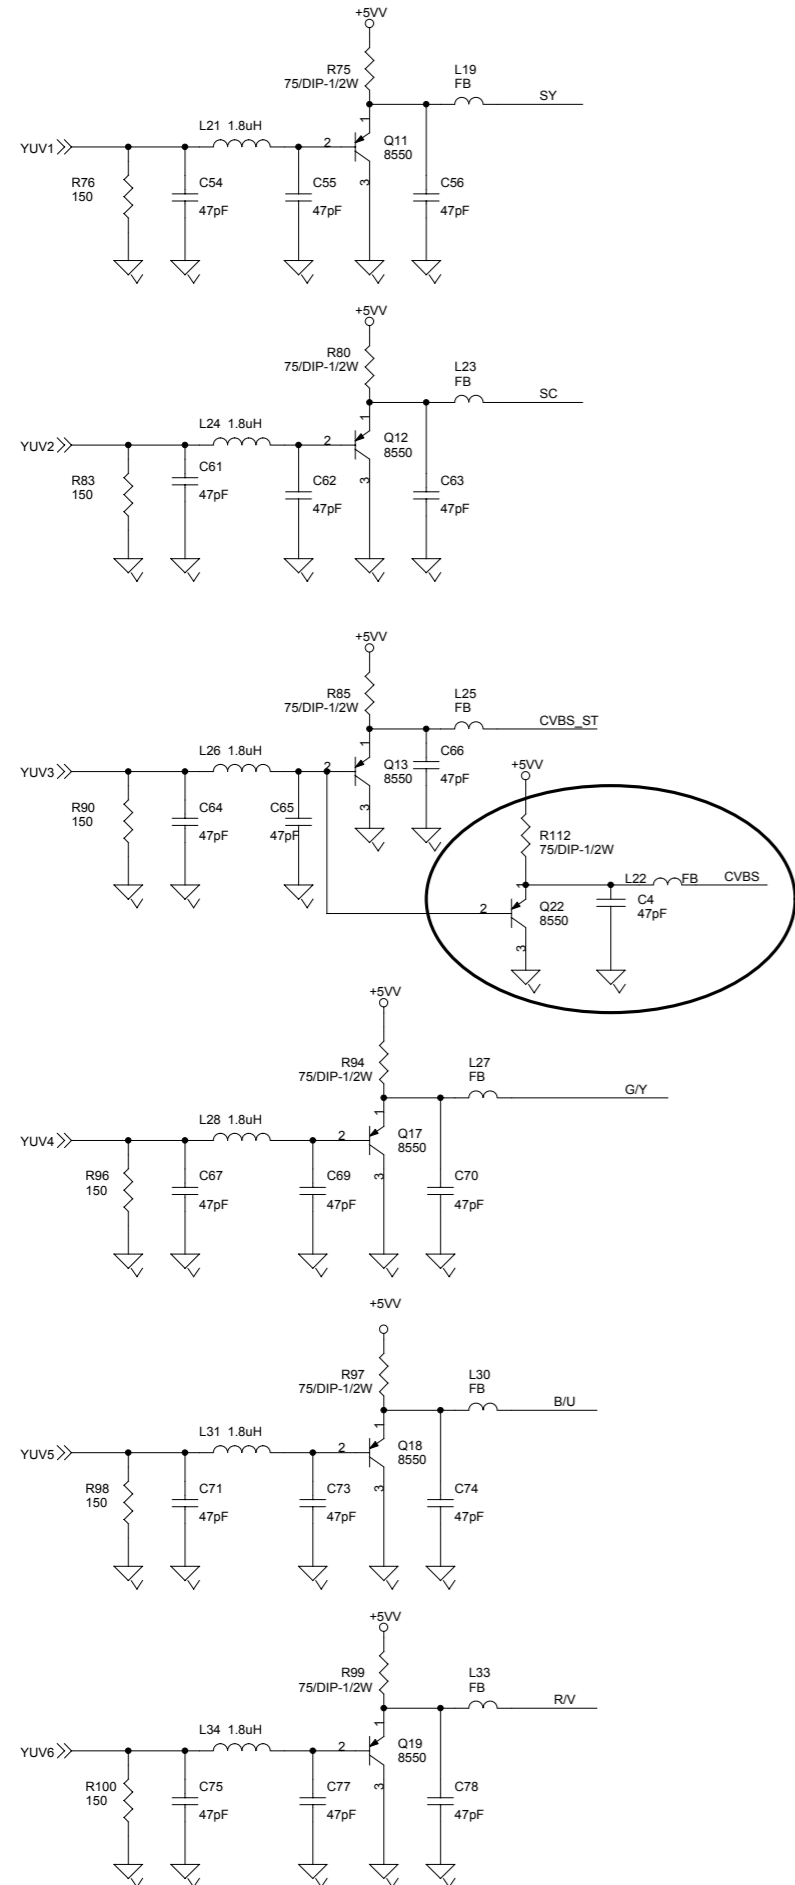 +5VV
R75
75/DIP-1/2W
L19
FB
SY
L21 1.8uH
1
YUV1
2
Q11
8550
R76
150
C54
47pF
C55
47pF
3
C56
47pF
+5VV
R80
75/DIP-1/2W
L23
FB
SC
L24 1.8uH
1
YUV2
2
Q12
8550
R83
150
C61
47pF
C62
47pF
3
C63
47pF
+5VV
R85
75/DIP-1/2W
L25
FB
CVBS_ST
L26 1.8uH
1
YUV3
2
Q13
8550
C66
47pF
R90
150
C64
47pF
C65
47pF
3
+5VV
R112
75/DIP-1/2W
1
L22
FB
CVBS
2
Q22
8550
C4
47pF
3
+5VV
R94
75/DIP-1/2W
L27
FB
G/Y
L28 1.8uH
1
YUV4
2
Q17
8550
R96
150
C67
47pF
C69
47pF
3
C70
47pF
+5VV
R97
75/DIP-1/2W
L30
FB
B/U
L31 1.8uH
1
YUV5
2
Q18
8550
R98
150
C71
47pF
C73
47pF
3
C74
47pF
+5VV
R99
75/DIP-1/2W
L33
FB
R/V
L34 1.8uH
1
YUV6
2
Q19
8550
R100
150
C75
47pF
C77
47pF
3
C78
47pF